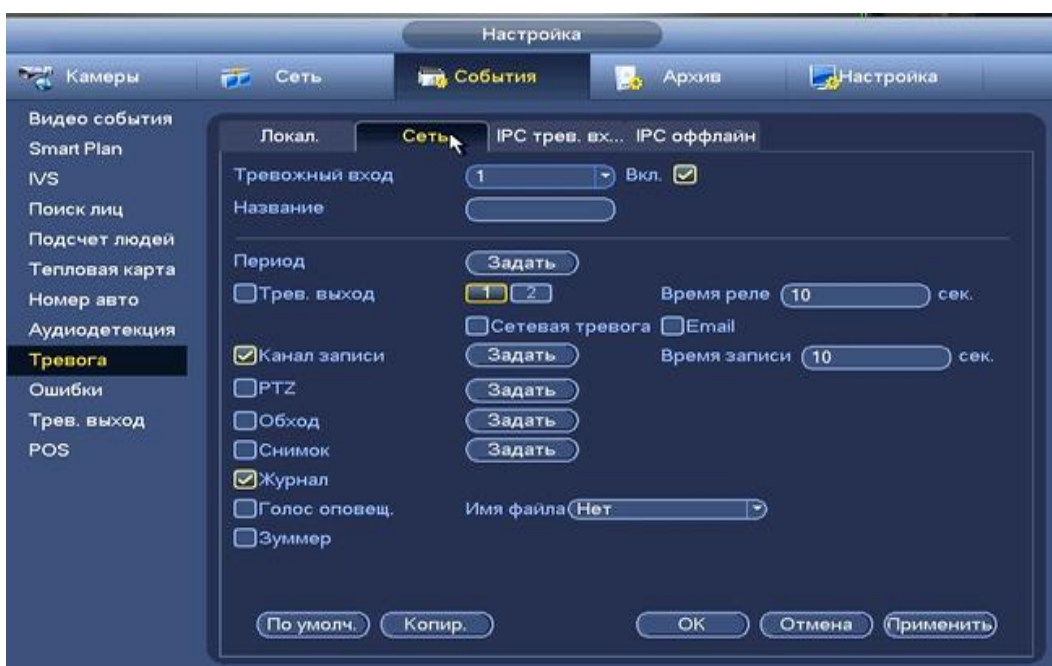 Настройка
Камеры Сеть События Архив Настройка
Видео события
Smart Plan
IVS
Поиск лиц
Подсчет людей
Тепловая карта
Номер авто
Аудиодетекция
Тревога
Ошибки
Трев. выход
POS
Локал. Сеть IPC трев. вх... IPC оффлайн
Тревожный вход 1 Вкл.
Название
Период Задать
Трев. выход 1 2 Время реле 10 сек.
Сетевая тревога Email
Канал записи Задать Время записи 10 сек.
PTZ Задать
Обход Задать
Снимок Задать
Журнал
Голос оповещ. Имя файла Нет
Зуммер
По умолч. Копир. OK Отмена Применить